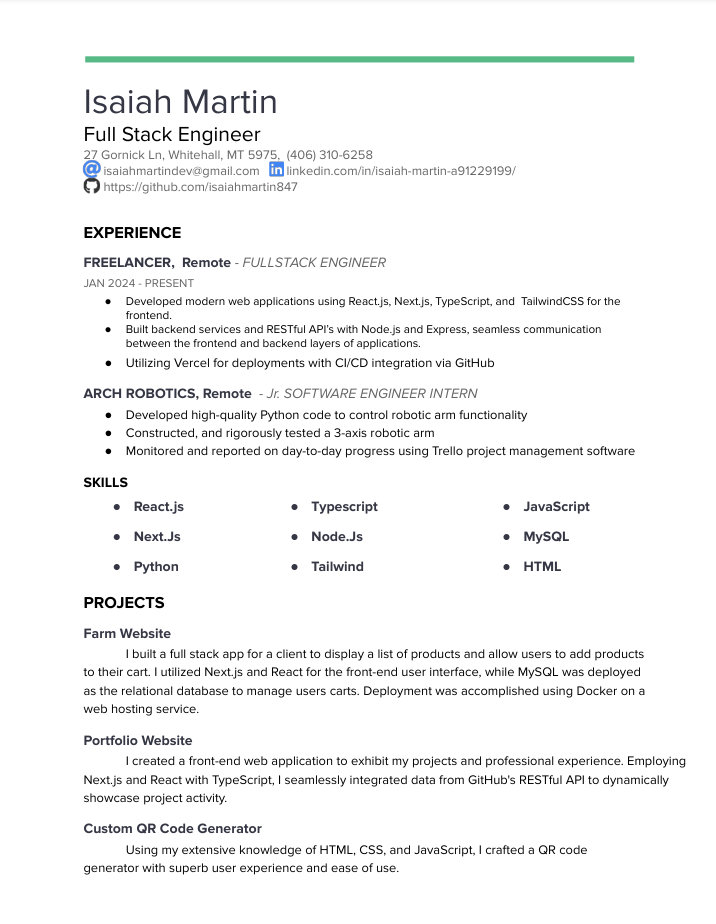 Isaiah Martin
Full Stack Engineer
27 Gornick Ln, Whitehall, MT 5975, (406) 310-6258
isaiahmartindev@gmail.com linkedin.com/in/isaiah-martin-a91229199/
https://github.com/isaiahmartin847
EXPERIENCE
FREELANCER, Remote - FULLSTACK ENGINEER
JAN 2024 - PRESENT
● Developed modern web applications using React.js, Next.js, TypeScript, and TailwindCSS for the
frontend.
● Built backend services and RESTful API's with Node.js and Express, seamless communication
between the frontend and backend layers of applications.
● Utilizing Vercel for deployments with CI/CD integration via GitHub
ARCH ROBOTICS, Remote - Jr. SOFTWARE ENGINEER INTERN
● Developed high-quality Python code to control robotic arm functionality
● Constructed, and rigorously tested a 3-axis robotic arm
● Monitored and reported on day-to-day progress using Trello project management software
SKILLS
● React.js ● Typescript ● JavaScript
● Next.Js ● Node.Js ● MySQL
● Python ● Tailwind ● HTML
PROJECTS
Farm Website
I built a full stack app for a client to display a list of products and allow users to add products
to their cart. I utilized Next.js and React for the front-end user interface, while MySQL was deployed
as the relational database to manage users carts. Deployment was accomplished using Docker on a
web hosting service.
Portfolio Website
I created a front-end web application to exhibit my projects and professional experience. Employing
Next.js and React with TypeScript, I seamlessly integrated data from GitHub's RESTful API to dynamically
showcase project activity.
Custom QR Code Generator
Using my extensive knowledge of HTML, CSS, and JavaScript, I crafted a QR code
generator with superb user experience and ease of use.